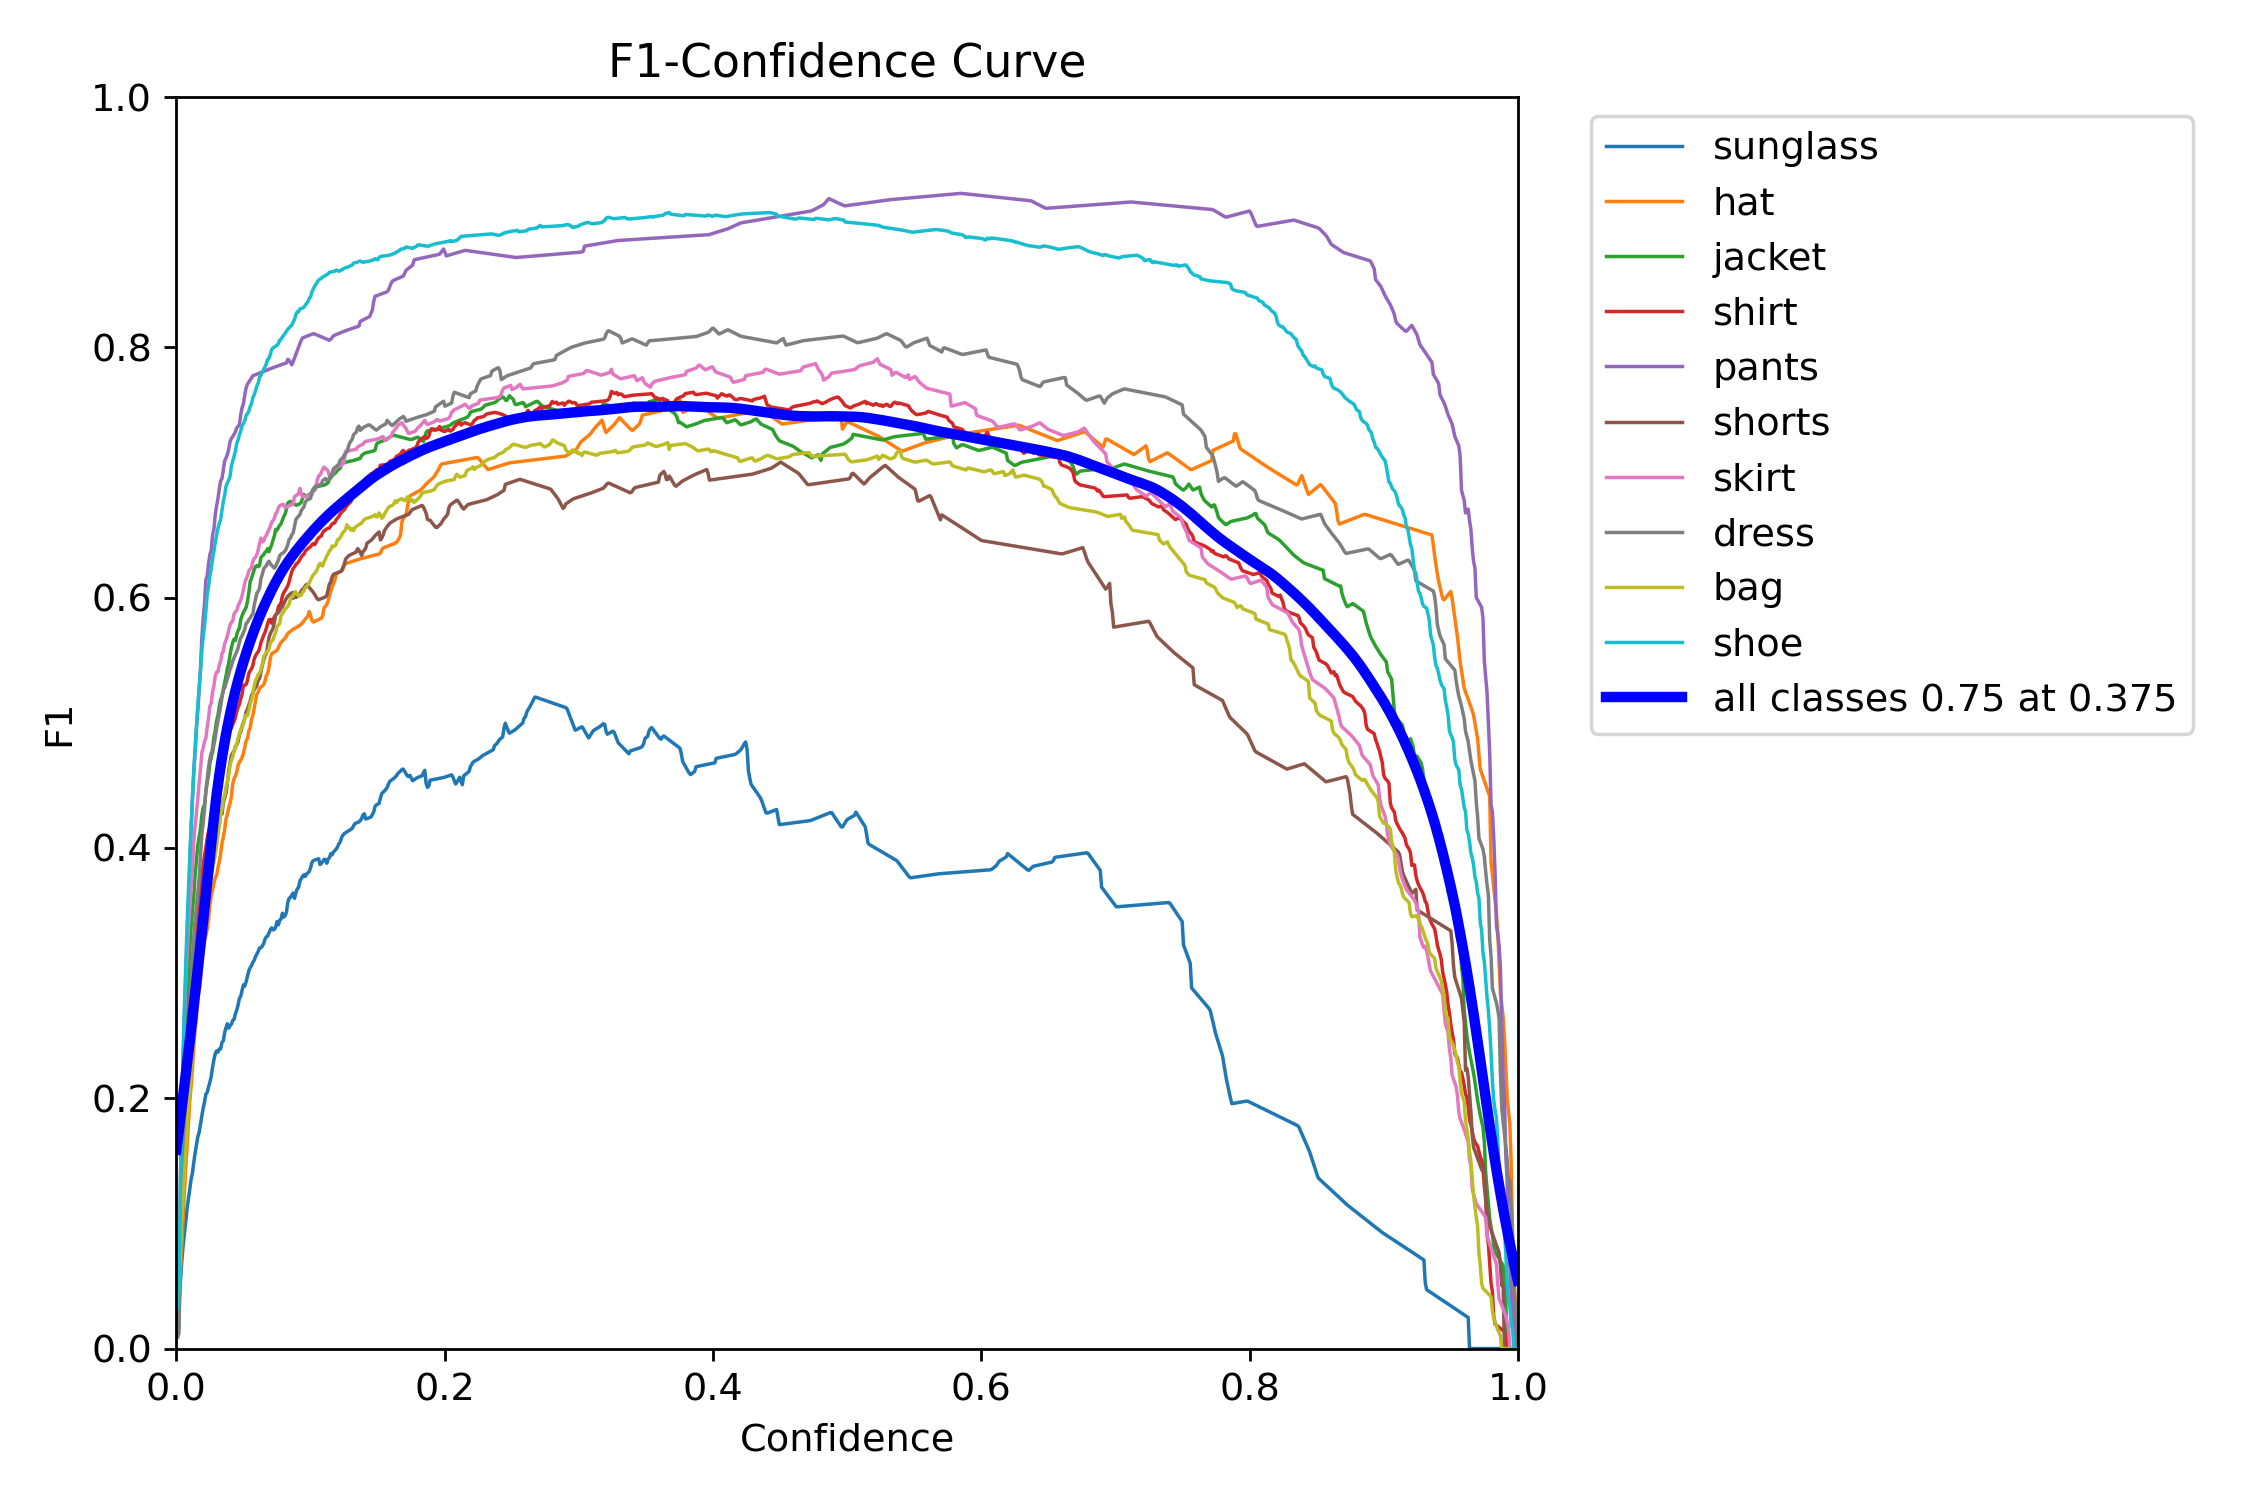 F1-Confidence Curve
1.0
0.8
0.6
0.4
0.2
0.0
F1
0.0 0.2 0.4 0.6 0.8 1.0
Confidence
sunglass
hat
jacket
shirt
pants
shorts
skirt
dress
bag
shoe
all classes 0.75 at 0.375